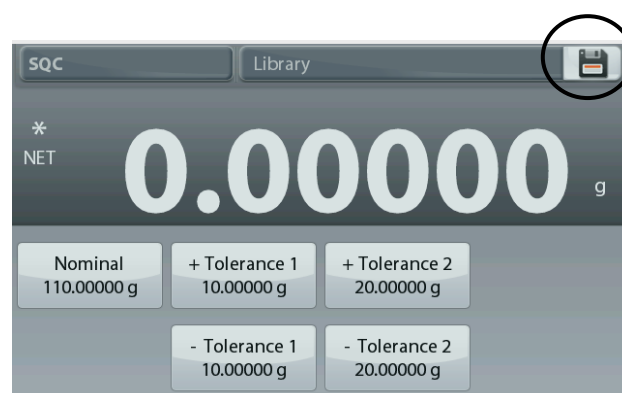 SQC Library
*
NET 0.00000 g
Nominal + Tolerance 1 + Tolerance 2
110.00000 g 10.00000 g 20.00000 g
- Tolerance 1 - Tolerance 2
10.00000 g 20.00000 g